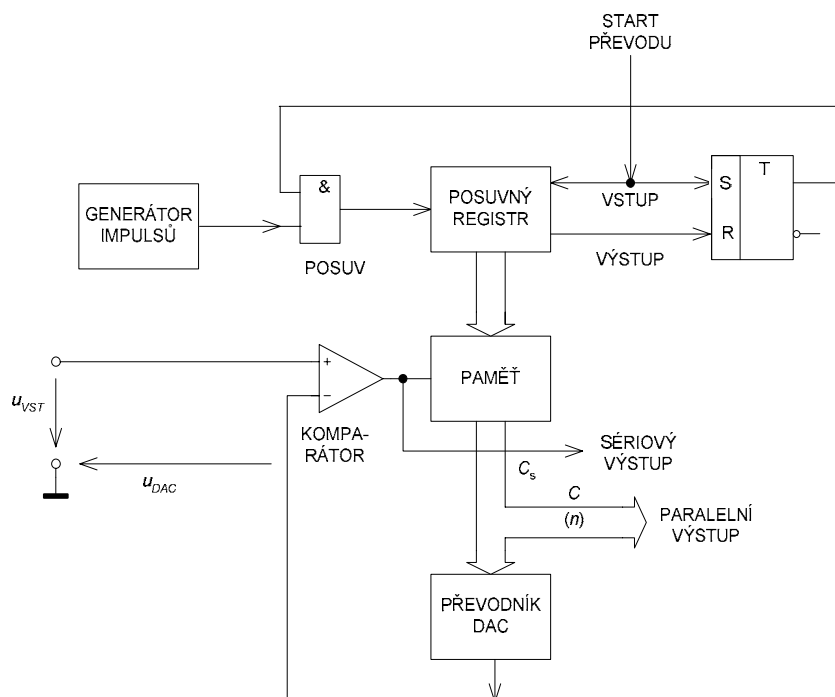 START
PŘEVODU
&
POSUVNÝ
REGISTR
VSTUP
S
T
GENERÁTOR
IMPULSŮ
R
POSUV
VÝSTUP
+
PAMĚŤ
−
u_VST
KOMPA-
RÁTOR
SÉRIOVÝ
VÝSTUP
C_s
u_DAC
C
(n)
PARALELNÍ
VÝSTUP
PŘEVODNÍK
DAC